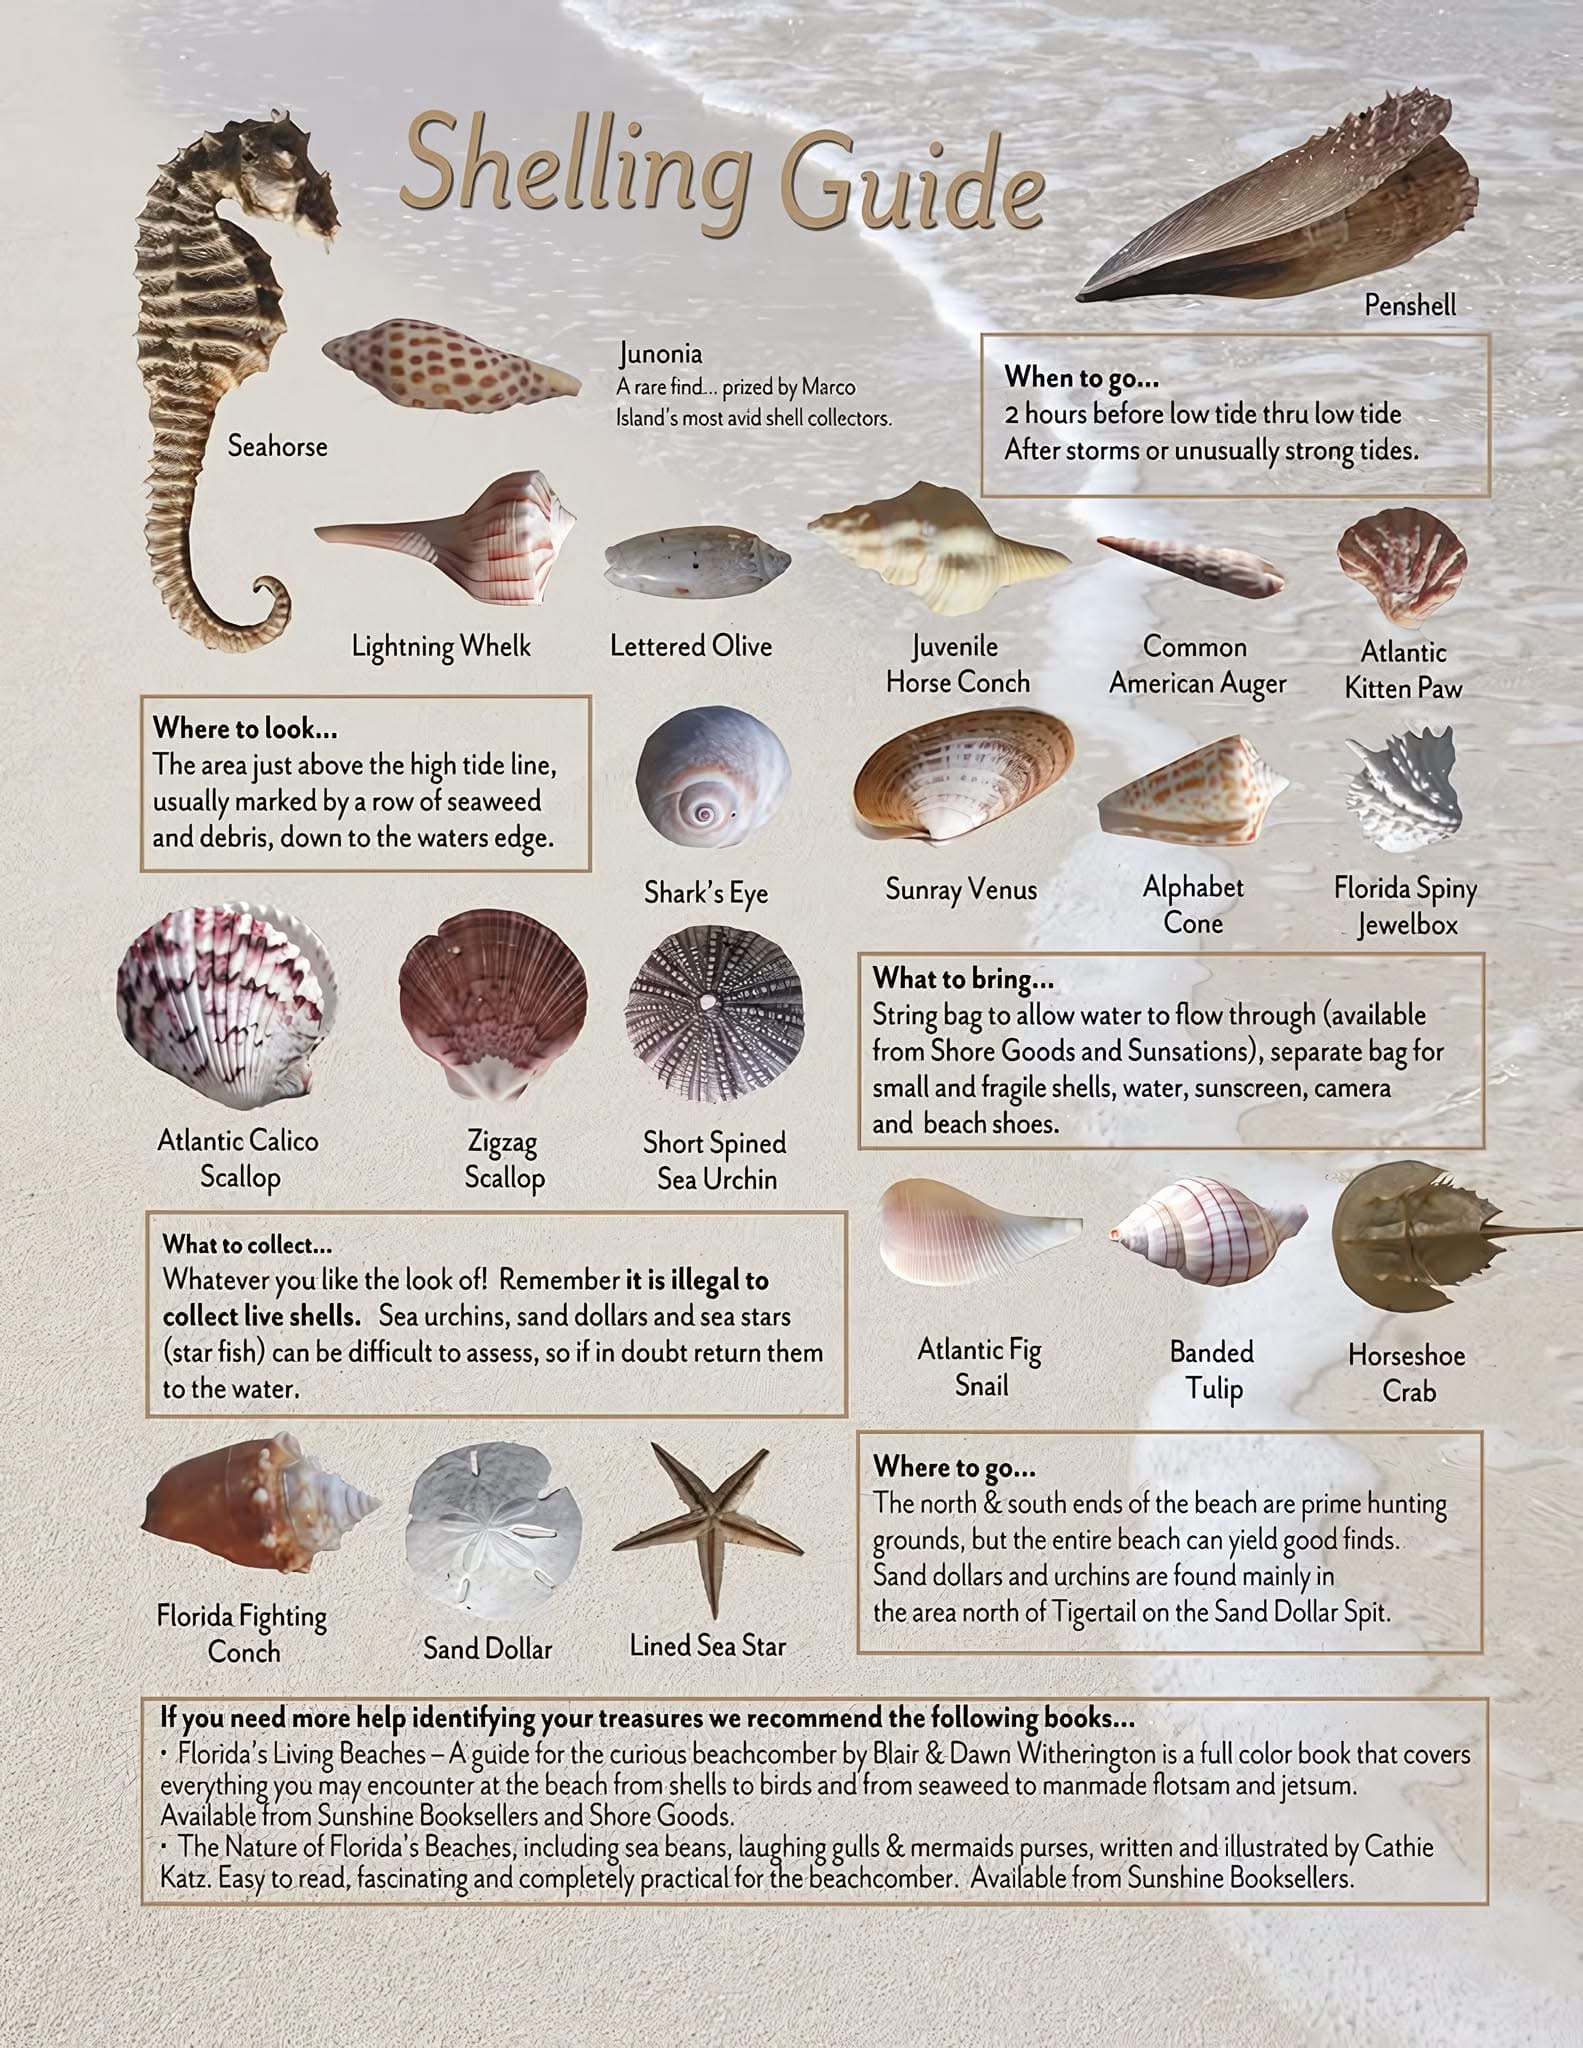 Shelling Guide
Penshell
Junonia
A rare find... prized by Marco
Island's most avid shell collectors.
When to go...
2 hours before low tide thru low tide
After storms or unusually strong tides.
Seahorse
Lightning Whelk
Lettered Olive
Juvenile
Horse Conch
Common
American Auger
Atlantic
Kitten Paw
Where to look...
The area just above the high tide line,
usually marked by a row of seaweed
and debris, down to the waters edge.
Shark's Eye
Sunray Venus
Alphabet
Cone
Florida Spiny
Jewelbox
Atlantic Calico
Scallop
Zigzag
Scallop
Short Spined
Sea Urchin
What to bring...
String bag to allow water to flow through (available
from Shore Goods and Sunsations), separate bag for
small and fragile shells, water, sunscreen, camera
and beach shoes.
What to collect...
Whatever you like the look of! Remember it is illegal to
collect live shells. Sea urchins, sand dollars and sea stars
(star fish) can be difficult to assess, so if in doubt return them
to the water.
Atlantic Fig
Snail
Banded
Tulip
Horseshoe
Crab
Florida Fighting
Conch
Sand Dollar
Lined Sea Star
Where to go...
The north & south ends of the beach are prime hunting
grounds, but the entire beach can yield good finds.
Sand dollars and urchins are found mainly in
the area north of Tigertail on the Sand Dollar Spit.
If you need more help identifying your treasures we recommend the following books...
• Florida's Living Beaches – A guide for the curious beachcomber by Blair & Dawn Witherington is a full color book that covers
everything you may encounter at the beach from shells to birds and from seaweed to manmade flotsam and jetsum.
Available from Sunshine Booksellers and Shore Goods.
• The Nature of Florida's Beaches, including sea beans, laughing gulls & mermaids purses, written and illustrated by Cathie
Katz. Easy to read, fascinating and completely practical for the beachcomber. Available from Sunshine Booksellers.